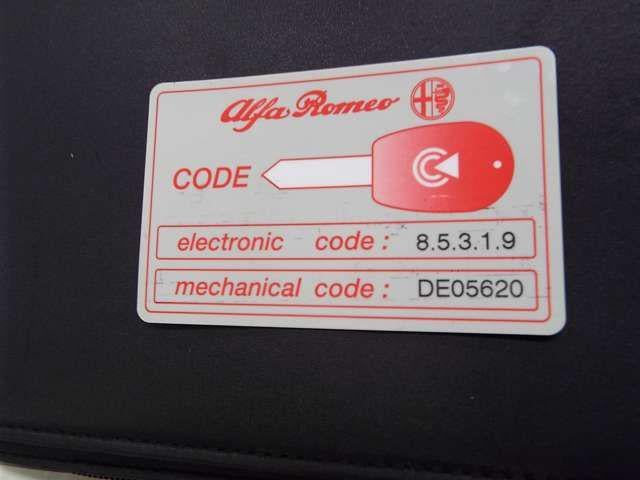 Alfa Romeo
CODE
electronic code : 8.5.3.1.9
mechanical code : DE05620